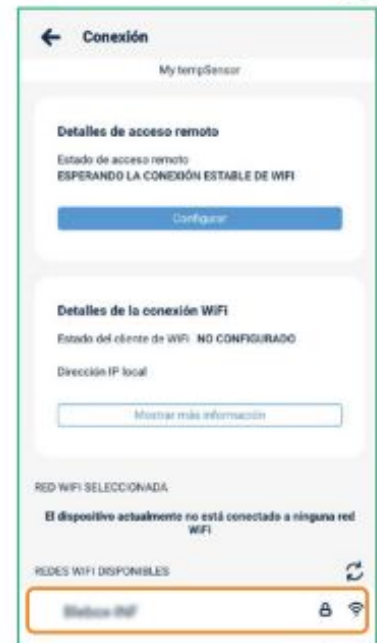 Conexión
My tempSensor
Detalles de acceso remoto
Estado de acceso remoto
ESPERANDO LA CONEXIÓN ESTABLE DE WIFI
Configurar
Detalles de la conexión WiFi
Estado del cliente de WiFi NO CONFIGURADO
Dirección IP local
Mostrar más información
RED WIFI SELECCIONADA
El dispositivo actualmente no está conectado a ninguna red
WiFi
REDES WIFI DISPONIBLES